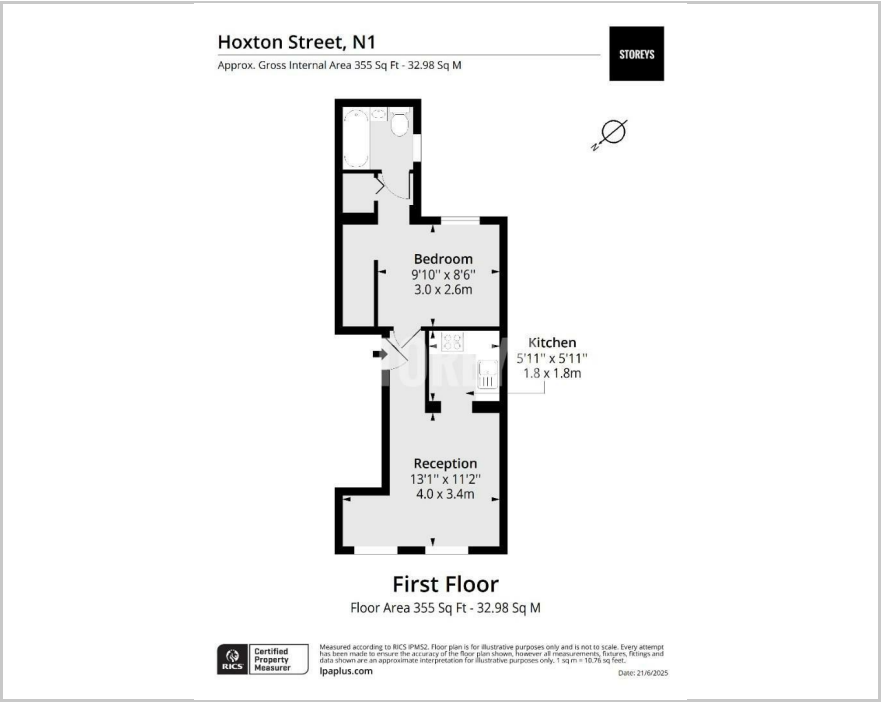 Hoxton Street, N1
Approx. Gross Internal Area 355 Sq Ft - 32.98 Sq M
STOREYS
N
Bedroom
9'10" x 8'6"
3.0 x 2.6m
Kitchen
5'11" x 5'11"
1.8 x 1.8m
Reception
13'1" x 11'2"
4.0 x 3.4m
First Floor
Floor Area 355 Sq Ft - 32.98 Sq M
RICS
Certified
Property
Measurer
Measured according to RICS IPMS2. Floor plan is for illustrative purposes only and is not to scale. Every attempt
has been made to ensure the accuracy of the floor plan shown, however all measurements, fixtures, fittings and
data shown are an approximate interpretation for illustrative purposes only. 1 sq m = 10.76 sq feet.
lpaplus.com
Date: 21/6/2025